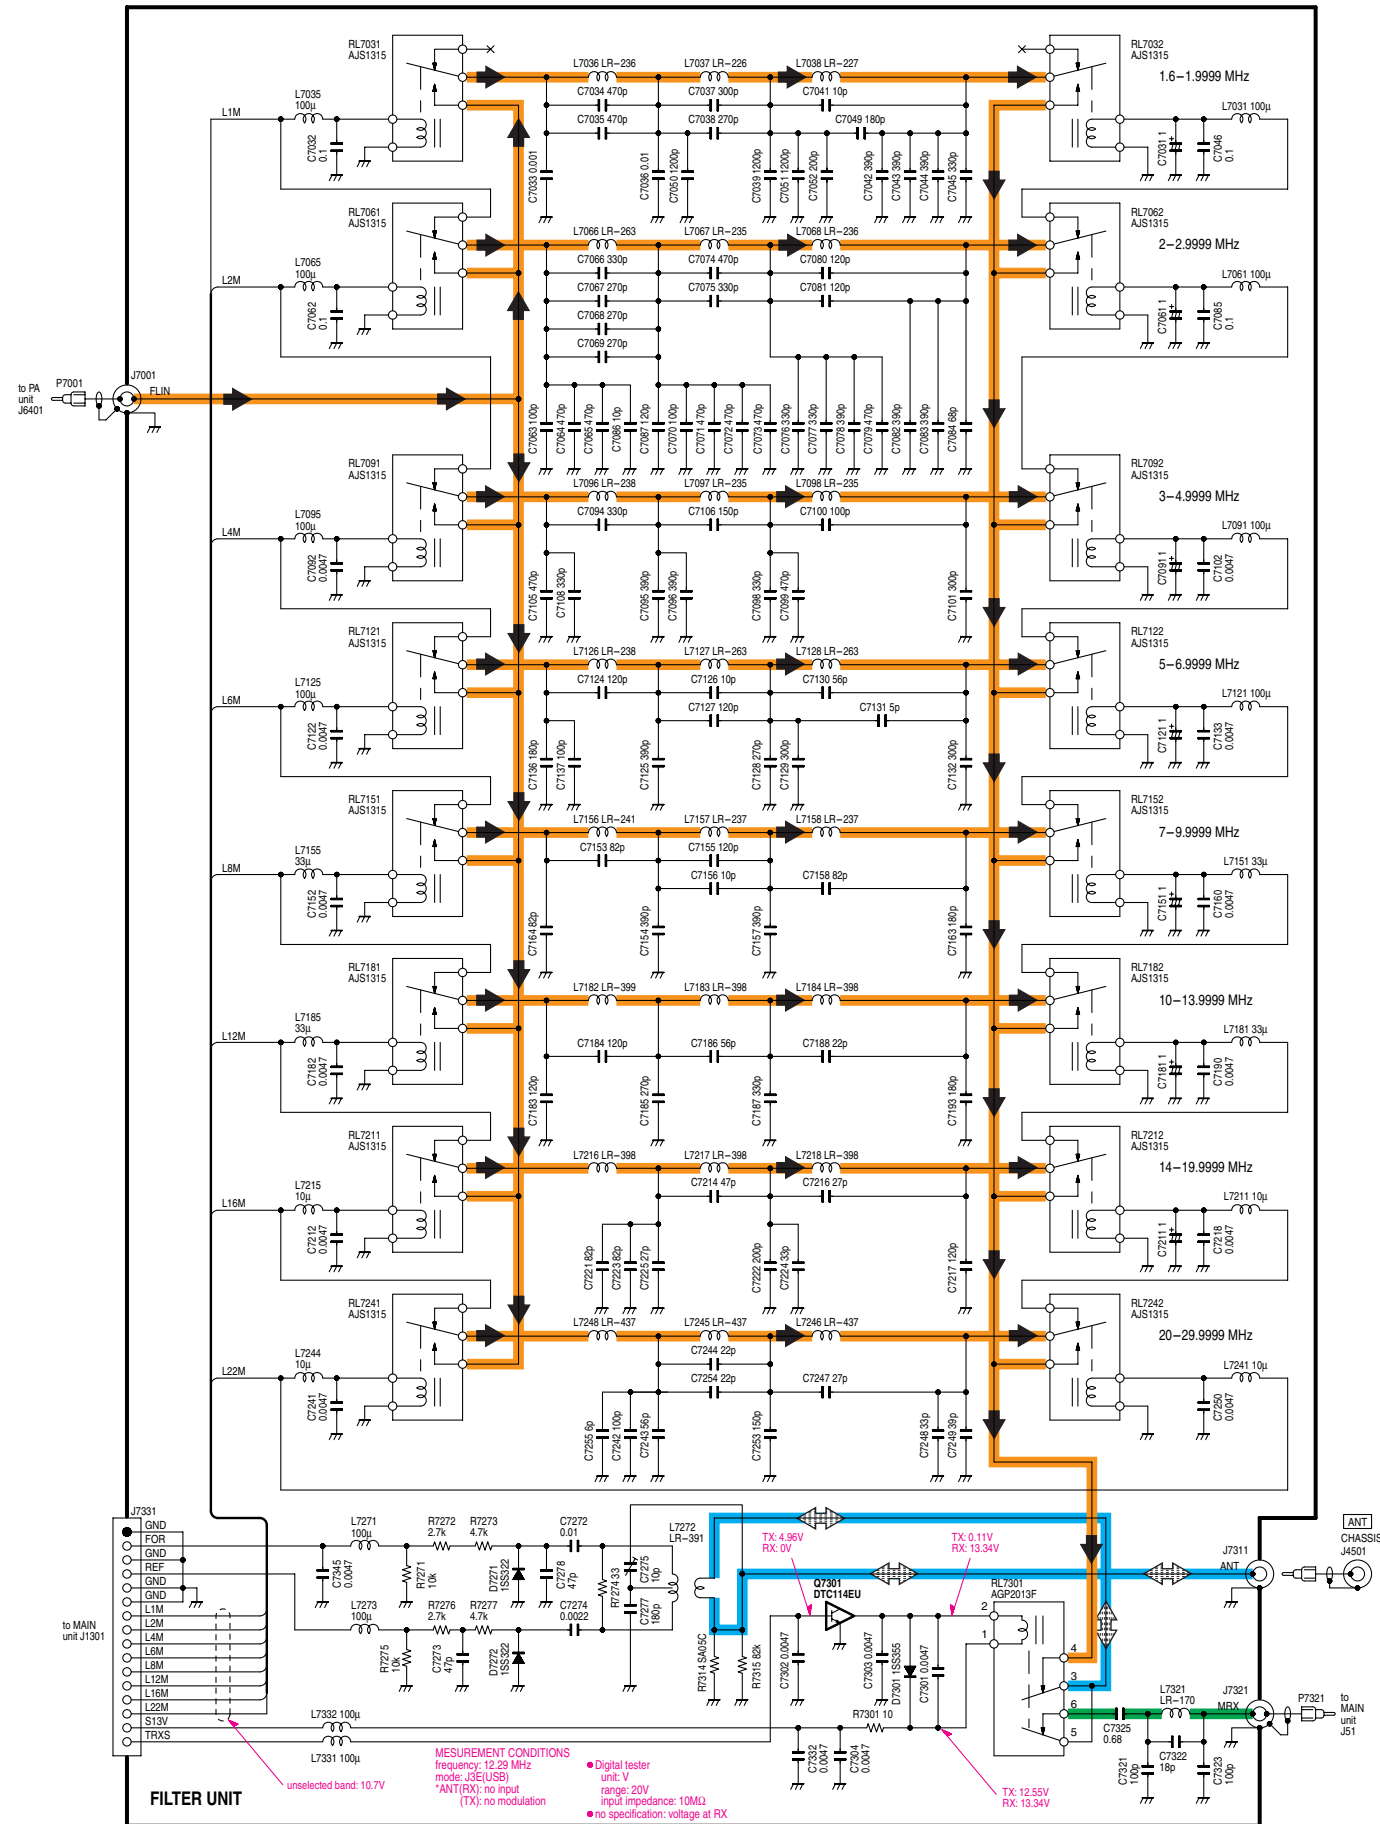 RL7031
AJS1315
L7035
100µ
L1M
C7032
0.1
L7036 LR-236
L7037 LR-226
L7038 LR-227
C7034 470p
C7037 300p
C7041 10p
C7035 470p
C7038 270p
C7049 180p
C7033 0.001
C7036 0.01
C7050 1200p
C7039 1200p
C7051 1200p
C7052 200p
C7042 390p
C7043 390p
C7044 390p
C7045 330p
RL7032
AJS1315
1.6-1.9999 MHz
L7031 100µ
C7031 1
C7046
0.1
RL7061
AJS1315
L7065
100µ
L2M
C7062
0.1
L7066 LR-263
L7067 LR-235
L7068 LR-236
C7066 330p
C7074 470p
C7080 120p
C7067 270p
C7075 330p
C7081 120p
C7068 270p
C7069 270p
C7063 100p
C7064 470p
C7065 470p
C7086 10p
C7087 120p
C7070 100p
C7071 470p
C7072 470p
C7073 470p
C7076 330p
C7077 330p
C7078 390p
C7079 470p
C7082 390p
C7083 390p
C7084 68p
RL7062
AJS1315
2-2.9999 MHz
L7061 100µ
C7061 1
C7085
0.1
to PA
unit
J6401
P7001
J7001
FLIN
RL7091
AJS1315
L7095
100µ
L4M
C7092
0.0047
L7096 LR-238
L7097 LR-235
L7098 LR-235
C7094 330p
C7106 150p
C7100 100p
C7105 470p
C7108 330p
C7095 390p
C7096 390p
C7098 330p
C7099 470p
C7101 300p
RL7092
AJS1315
3-4.9999 MHz
L7091 100µ
C7091 1
C7102
0.0047
RL7121
AJS1315
L7125
100µ
L6M
C7122
0.0047
L7126 LR-238
L7127 LR-263
L7128 LR-263
C7124 120p
C7126 10p
C7130 56p
C7127 120p
C7131 5p
C7136 180p
C7137 100p
C7125 390p
C7128 270p
C7129 300p
C7132 300p
RL7122
AJS1315
5-6.9999 MHz
L7121 100µ
C7121 1
C7133
0.0047
RL7151
AJS1315
L7155
33µ
L8M
C7152
0.0047
L7156 LR-241
L7157 LR-237
L7158 LR-237
C7153 82p
C7155 120p
C7156 10p
C7158 82p
C7164 82p
C7154 390p
C7157 390p
C7163 180p
RL7152
AJS1315
7-9.9999 MHz
L7151 33µ
C7151 1
C7160
0.0047
RL7181
AJS1315
L7185
33µ
L12M
C7182
0.0047
L7182 LR-399
L7183 LR-398
L7184 LR-398
C7184 120p
C7186 56p
C7188 22p
C7183 120p
C7185 270p
C7187 330p
C7193 180p
RL7182
AJS1315
10-13.9999 MHz
L7181 33µ
C7181 1
C7190
0.0047
RL7211
AJS1315
L7215
10µ
L16M
C7212
0.0047
L7216 LR-398
L7217 LR-398
L7218 LR-398
C7214 47p
C7216 27p
C7221 82p
C7223 82p
C7225 27p
C7222 200p
C7224 33p
C7217 120p
RL7212
AJS1315
14-19.9999 MHz
L7211 10µ
C7211 1
C7218
0.0047
RL7241
AJS1315
L7244
10µ
L22M
C7241
0.0047
L7248 LR-437
L7245 LR-437
L7246 LR-437
C7244 22p
C7254 22p
C7247 27p
C7255 6p
C7242 100p
C7243 56p
C7253 150p
C7248 33p
C7249 39p
RL7242
AJS1315
20-29.9999 MHz
L7241 10µ
C7250
0.0047
J7331
GND
FOR
GND
REF
GND
GND
L1M
L2M
L4M
L6M
L8M
L12M
L16M
L22M
S13V
TRXS
to MAIN
unit J1301
L7271
100µ
R7272
2.7k
R7273
4.7k
C7272
0.01
C7345
0.0047
R7271
10k
D7271
1SS322
C7278
47p
R7274 33
C7275
10p
C7277
180p
L7272
LR-391
L7273
100µ
R7276
2.7k
R7277
4.7k
C7274
0.0022
R7275
10k
C7273
47p
D7272
1SS322
R7314 SA05C
R7315 82k
TX: 4.96V
RX: 0V
TX: 0.11V
RX: 13.34V
Q7301
DTC114EU
C7302 0.0047
C7303 0.0047
D7301 1SS355
C7301 0.0047
RL7301
AGP2013F
2
1
4
3
6
5
R7301 10
C7332
0.0047
C7304
0.0047
TX: 12.55V
RX: 13.34V
J7311
ANT
ANT
CHASSIS
J4501
L7321
LR-170
MRX
J7321
P7321
to
MAIN
unit
J51
C7325
0.68
C7321
100p
C7322
18p
C7323
100p
L7332 100µ
L7331 100µ
unselected band: 10.7V
MESUREMENT CONDITIONS
frequency: 12.29 MHz
mode: J3E(USB)
*ANT(RX): no input
(TX): no modulation
● Digital tester
unit: V
range: 20V
input impedance: 10MΩ
● no specification: voltage at RX
FILTER UNIT